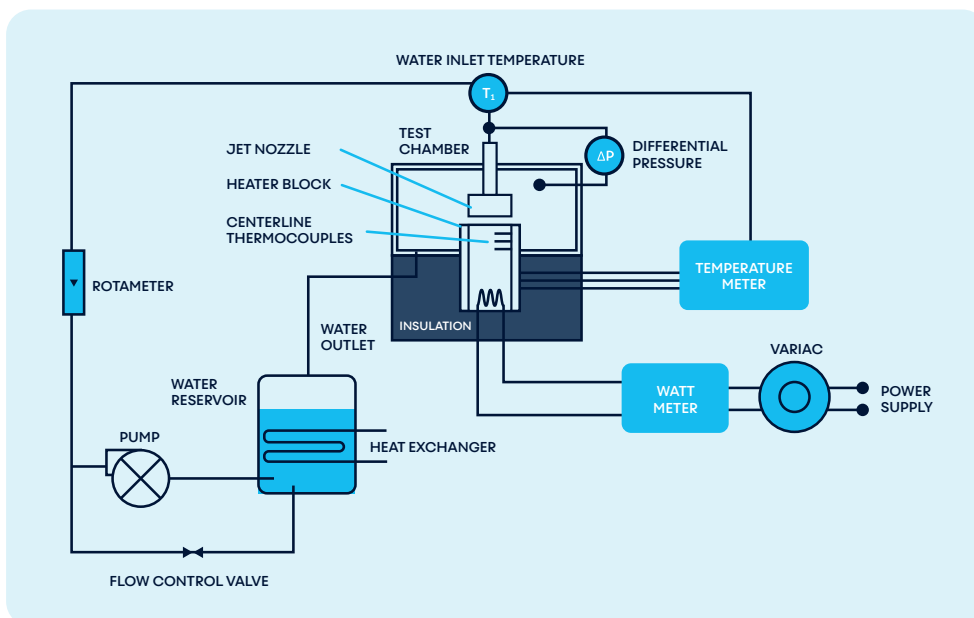 WATER INLET TEMPERATURE
T₁
TEST
CHAMBER
JET NOZZLE
ΔP
DIFFERENTIAL
PRESSURE
HEATER BLOCK
CENTERLINE
THERMOCOUPLES
TEMPERATURE
METER
ROTAMETER
INSULATION
WATER
OUTLET
VARIAC
WATER
RESERVOIR
WATT
METER
POWER
SUPPLY
PUMP
HEAT EXCHANGER
FLOW CONTROL VALVE